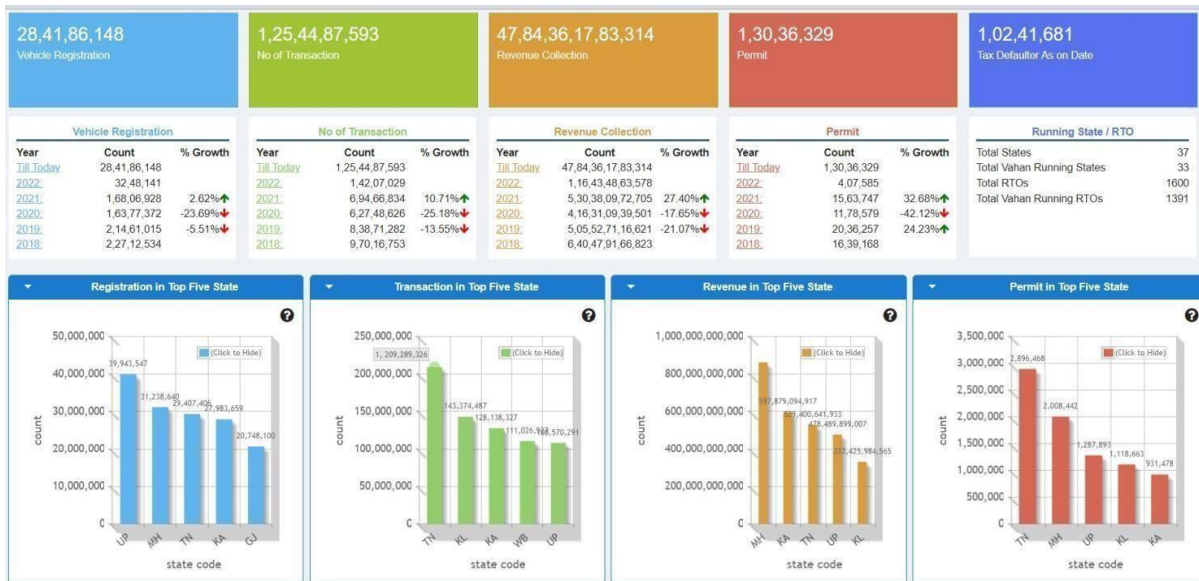 28,41,86,148
Vehicle Registration
1,25,44,87,593
No of Transaction
47,84,36,17,83,314
Revenue Collection
1,30,36,329
Permit
1,02,41,681
Tax Defaulter As on Date
Vehicle Registration
Year Count % Growth
Till Today 28,41,86,148
2022: 32,48,141
2021: 1,68,06,928 2.62%
2020: 1,63,77,372 -23.69%
2019: 2,14,61,015 -5.51%
2018: 2,27,12,534
No of Transaction
Year Count % Growth
Till Today 1,25,44,87,593
2022: 1,42,07,029
2021: 6,94,66,834 10.71%
2020: 6,27,48,626 -25.18%
2019: 8,38,71,282 -13.55%
2018: 9,70,16,753
Revenue Collection
Year Count % Growth
Till Today 47,84,36,17,83,314
2022: 1,16,43,48,63,578
2021: 5,30,38,09,72,705 27.40%
2020: 4,16,31,09,39,501 -17.65%
2019: 5,05,52,71,16,621 -21.07%
2018: 6,40,47,91,66,823
Permit
Year Count % Growth
Till Today 1,30,36,329
2022: 4,07,585
2021: 15,63,747 32.68%
2020: 11,78,579 -42.12%
2019: 20,36,257 24.23%
2018: 16,39,168
Running State / RTO
Total States 37
Total Vahan Running States 33
Total RTOs 1600
Total Vahan Running RTOs 1391
Registration in Top Five State
?
(Click to Hide)
50,000,000
40,000,000
30,000,000
20,000,000
10,000,000
0
count
39,943,547
31,238,640
29,407,406
27,983,659
20,748,100
UP MH TN KA GJ
state code
Transaction in Top Five State
?
(Click to Hide)
250,000,000
200,000,000
150,000,000
100,000,000
50,000,000
0
count
1, 209,289,326
143,374,487
128,138,327
TN KL KA WB UP
state code
Revenue in Top Five State
?
(Click to Hide)
1,000,000,000,000
800,000,000,000
600,000,000,000
400,000,000,000
200,000,000,000
0
count
597,879,094,917
529,400,641,933
478,489,899,007
333,425,984,565
MH KA TN UP KL
state code
Permit in Top Five State
?
(Click to Hide)
3,500,000
3,000,000
2,500,000
2,000,000
1,500,000
1,000,000
500,000
0
count
2,896,468
2,008,442
1,287,893
1,118,663
931,478
TN MH UP KL KA
state code